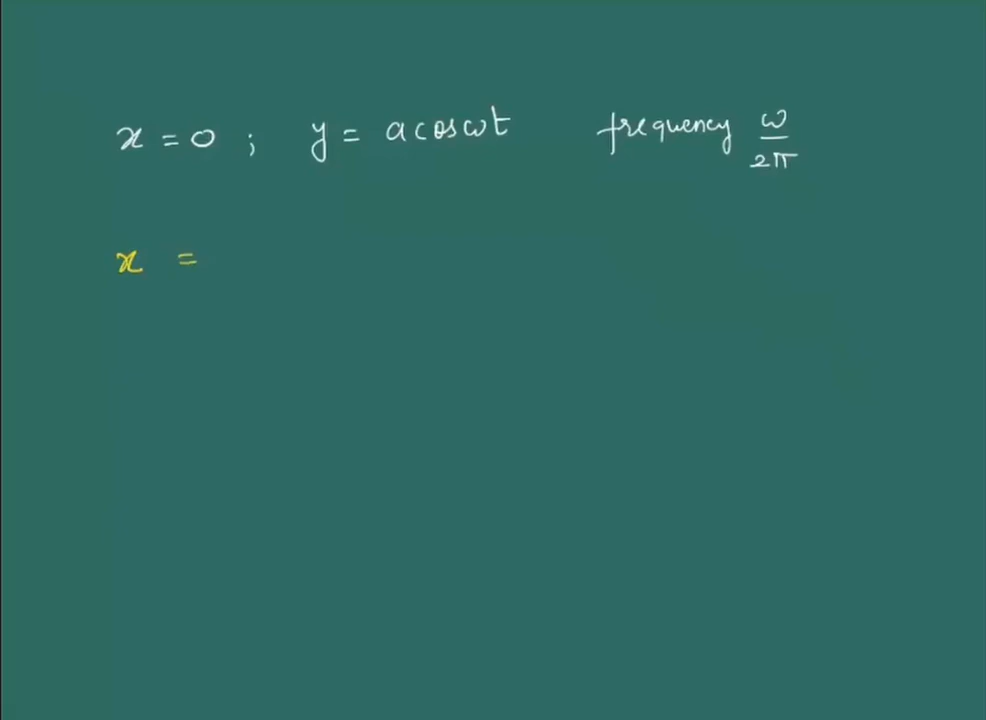 x = 0 ; y = a cos ωt frequency ω/2π
x =